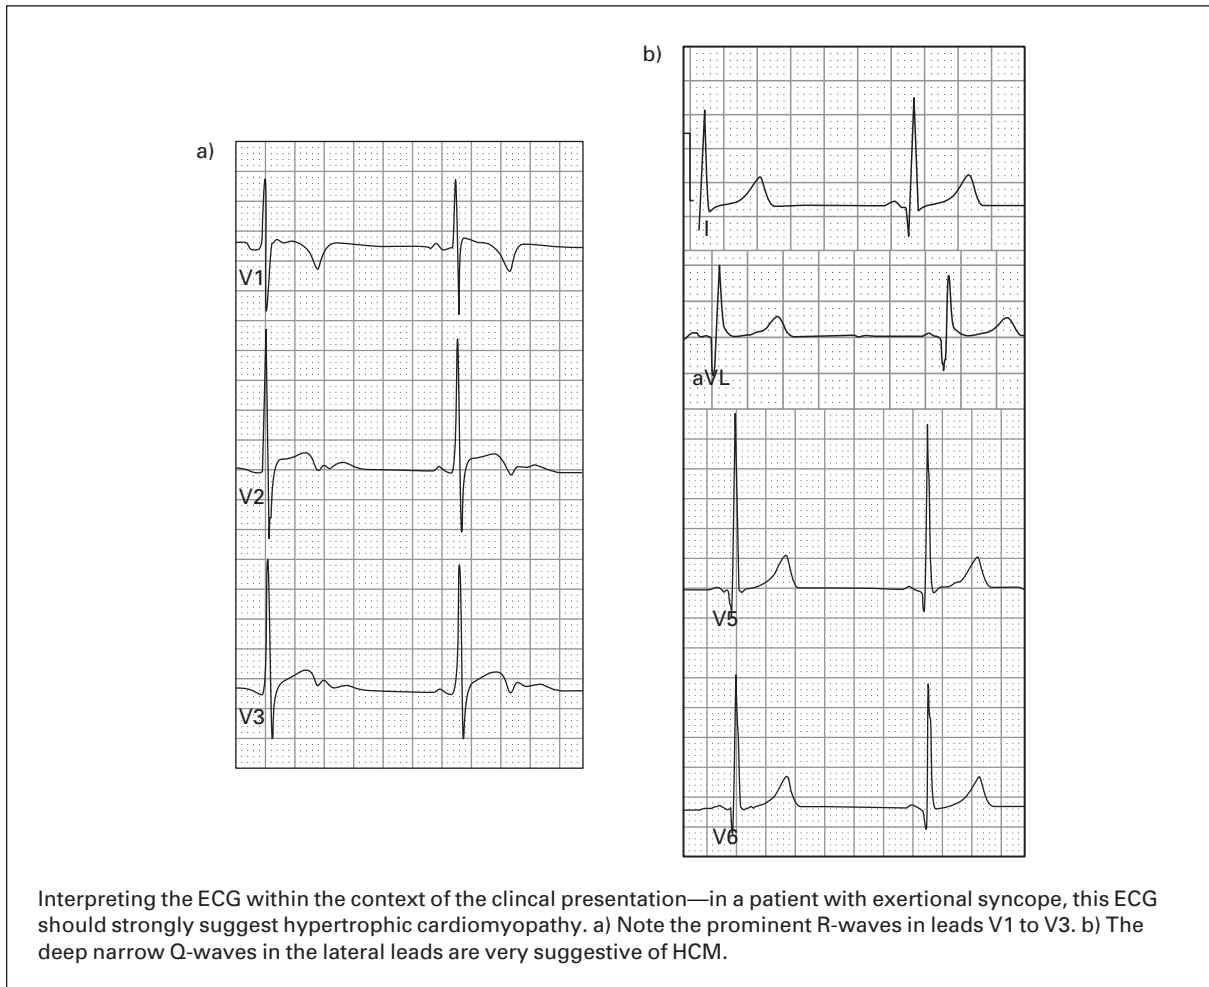 a)
V1
V2
V3
b)
I
aVL
V5
V6
Interpreting the ECG within the context of the clincal presentation—in a patient with exertional syncope, this ECG
should strongly suggest hypertrophic cardiomyopathy. a) Note the prominent R-waves in leads V1 to V3. b) The
deep narrow Q-waves in the lateral leads are very suggestive of HCM.